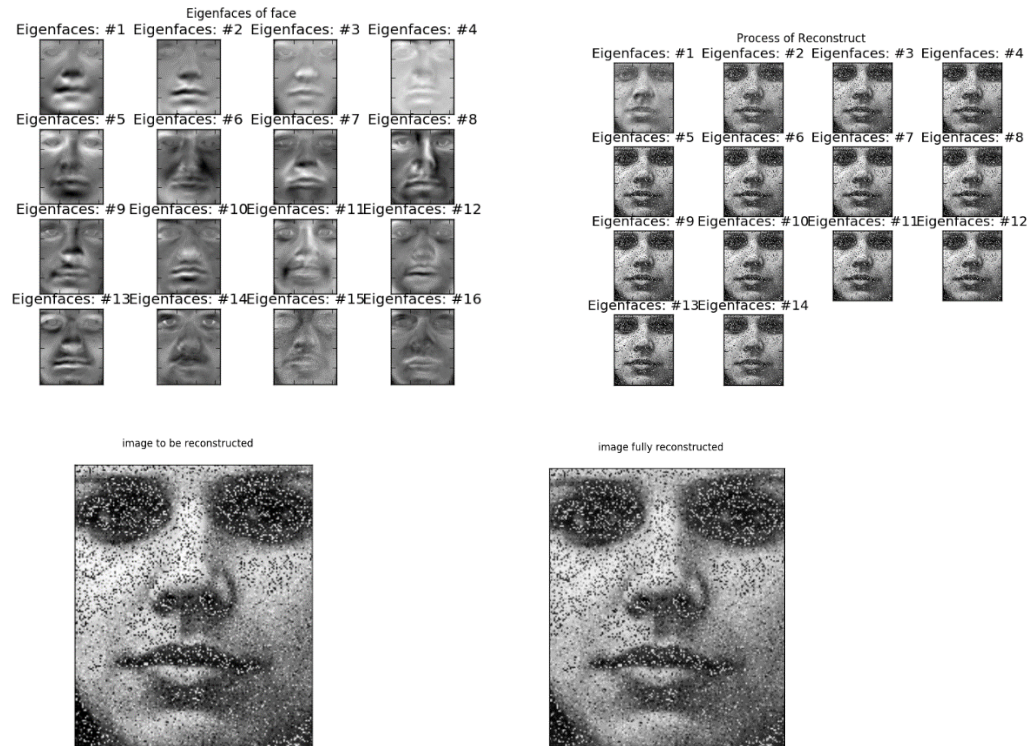 Eigenfaces of face
Eigenfaces: #1 Eigenfaces: #2 Eigenfaces: #3 Eigenfaces: #4
Eigenfaces: #5 Eigenfaces: #6 Eigenfaces: #7 Eigenfaces: #8
Eigenfaces: #9 Eigenfaces: #10 Eigenfaces: #11 Eigenfaces: #12
Eigenfaces: #13 Eigenfaces: #14 Eigenfaces: #15 Eigenfaces: #16
Process of Reconstruct
Eigenfaces: #1 Eigenfaces: #2 Eigenfaces: #3 Eigenfaces: #4
Eigenfaces: #5 Eigenfaces: #6 Eigenfaces: #7 Eigenfaces: #8
Eigenfaces: #9 Eigenfaces: #10 Eigenfaces: #11 Eigenfaces: #12
Eigenfaces: #13 Eigenfaces: #14
image to be reconstructed
image fully reconstructed